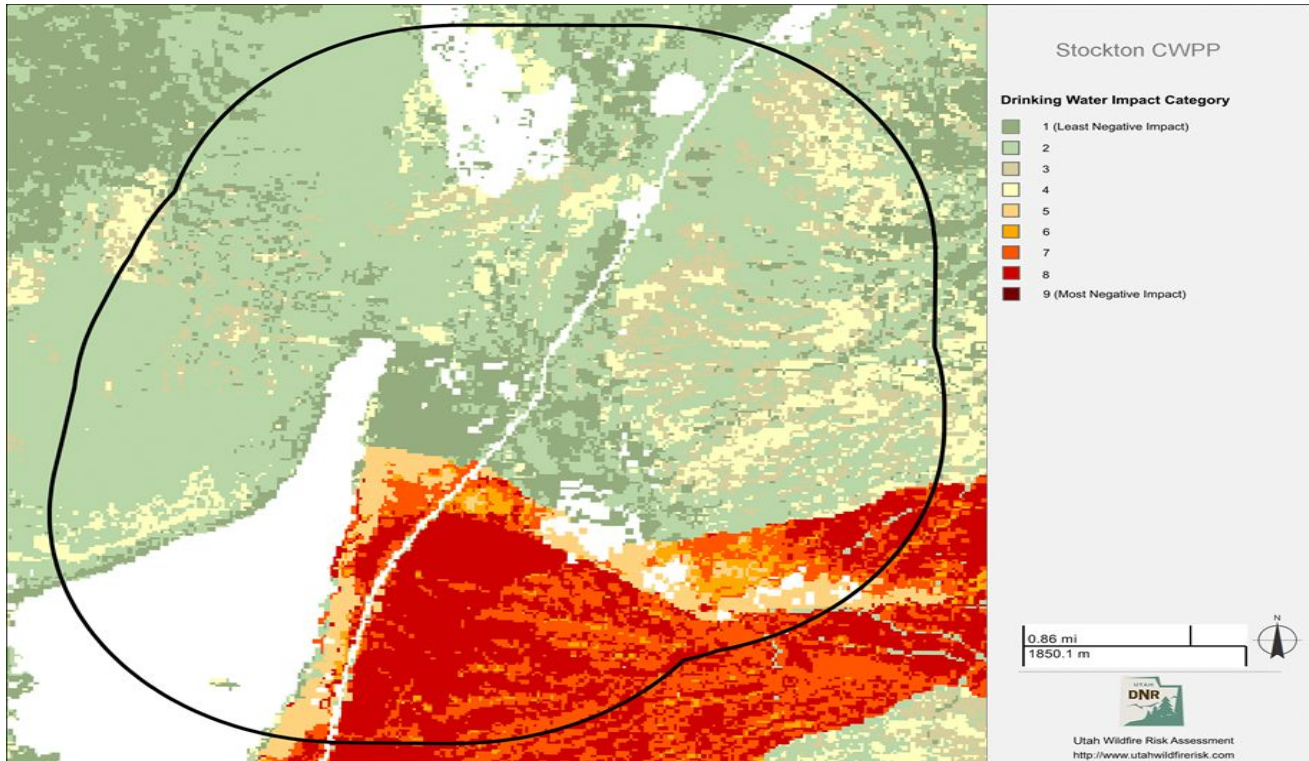 Stockton CWPP
Drinking Water Impact Category
1 (Least Negative Impact)
2
3
4
5
6
7
8
9 (Most Negative Impact)
0.86 mi
1850.1 m
N
UTAH
DNR
Utah Wildfire Risk Assessment
http://www.utahwildfirerisk.com